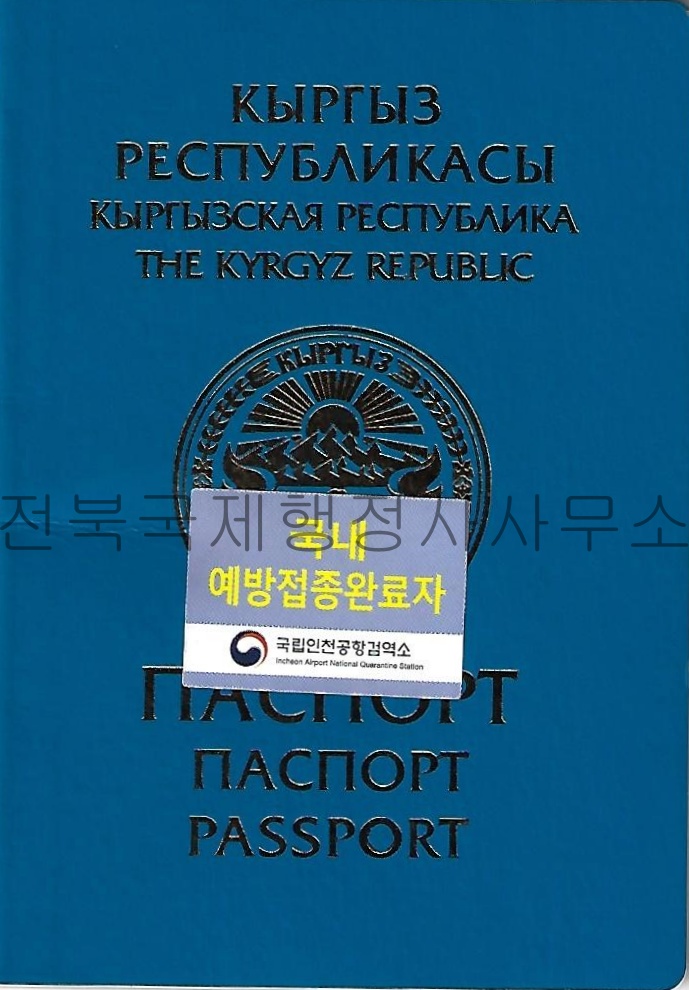 КЫРГЫЗ
РЕСПУБЛИКАСЫ
КЫРГЫЗСКАЯ РЕСПУБЛИКА
THE KYRGYZ REPUBLIC
КЫРГЫЗ
전북국제행정사사무소
국내
예방접종완료자
국립인천공항검역소
Incheon Airport National Quarantine Station
ПАСПОРТ
ПАСПОРТ
PASSPORT